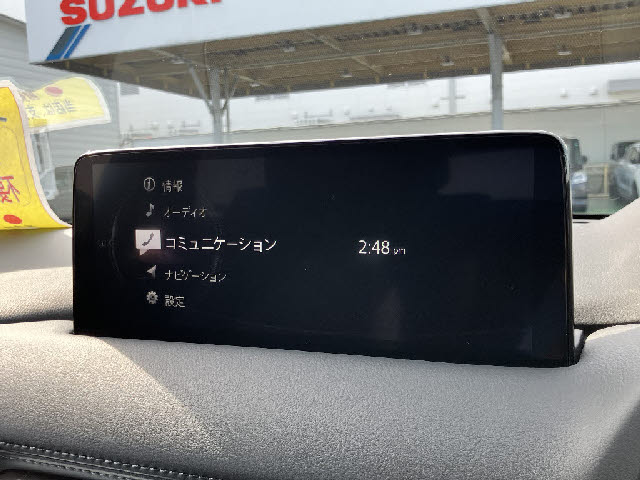 SUZUKI
情報
オーディオ
コミュニケーション
2:48 pm
ナビゲーション
設定